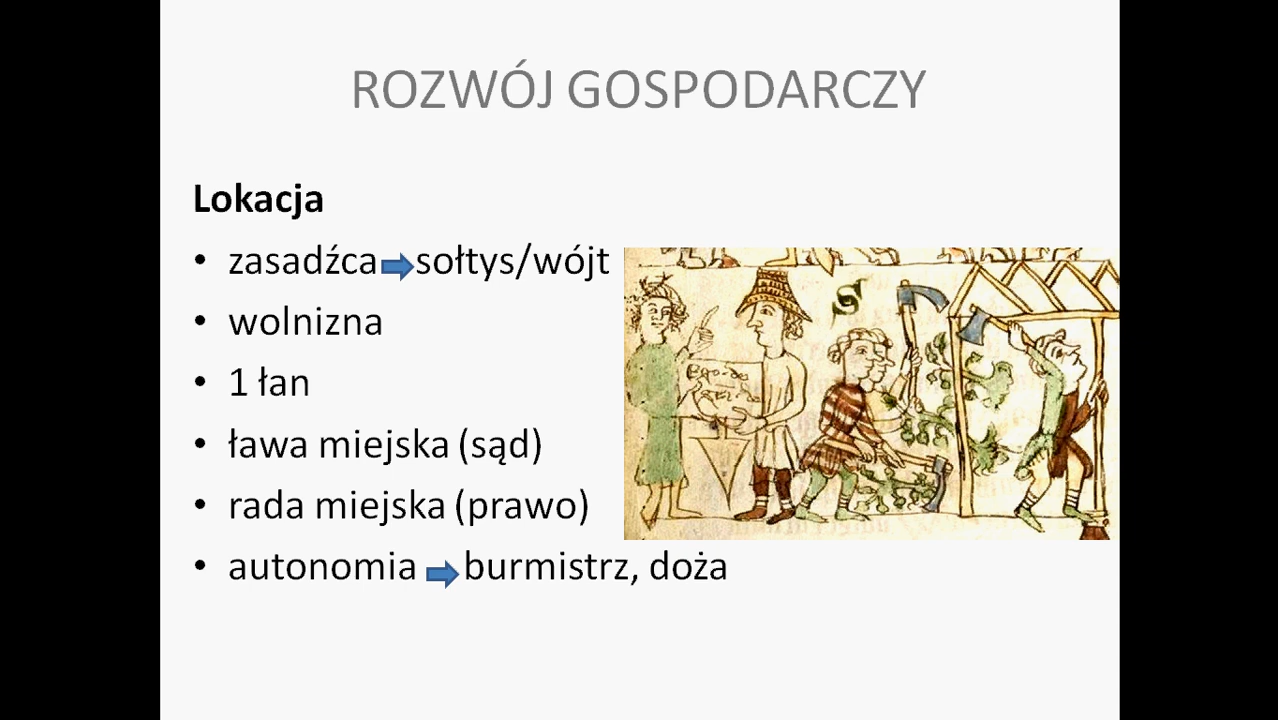 ROZWÓJ GOSPODARCZY
Lokacja
• zasadźca sołtys/wójt
• wolnizna
• 1 łan
• ława miejska (sąd)
• rada miejska (prawo)
• autonomia burmistrz, doża